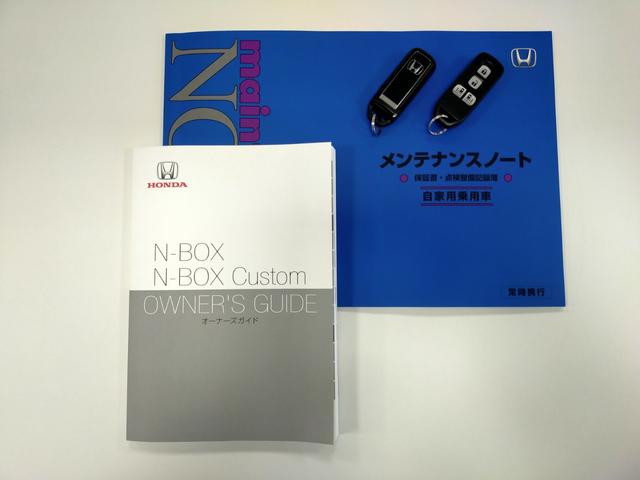 main
NO
メンテナンスノート
保証書・点検整備記録簿
自家用乗用車
常時携行
HONDA
N-BOX
N-BOX Custom
OWNER'S GUIDE
オーナーズガイド